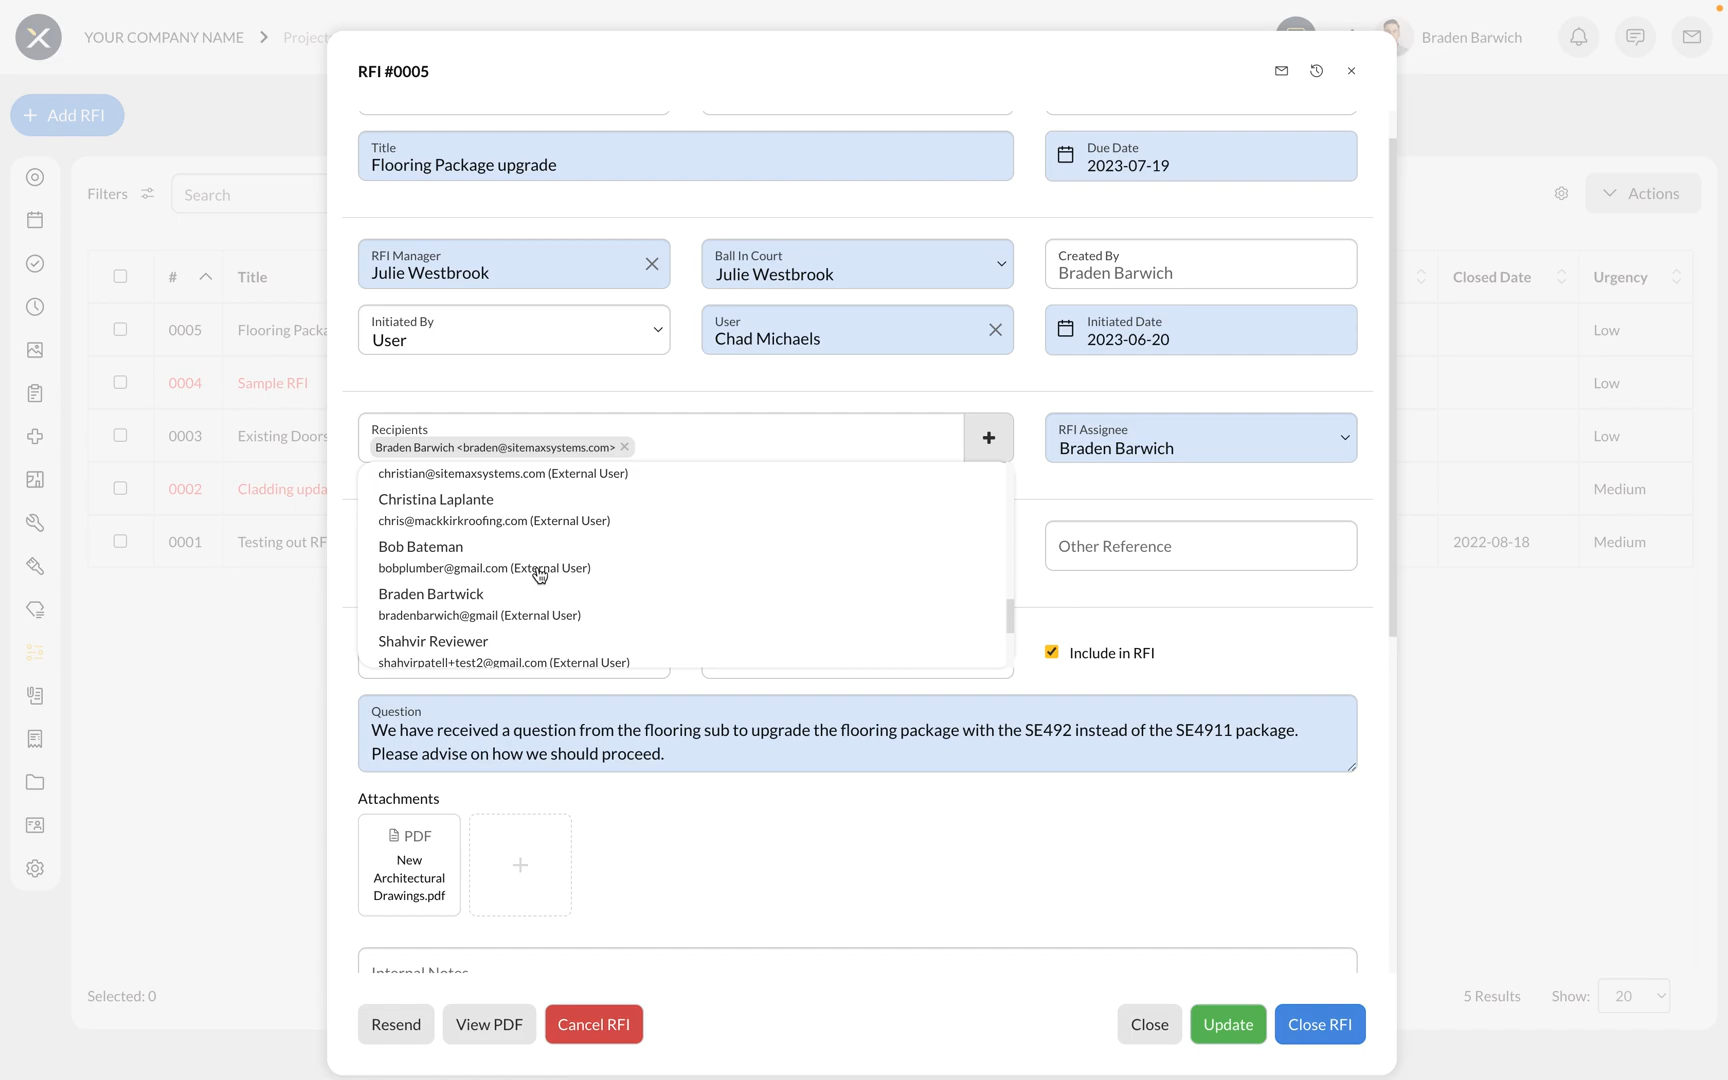 YOUR COMPANY NAME
Project
Braden Barwich
RFI #0005
+ Add RFI
Title
Flooring Package upgrade
Due Date
2023-07-19
Filters
Search
Actions
RFI Manager
Julie Westbrook
Ball In Court
Julie Westbrook
Created By
Braden Barwich
# Title
Closed Date
Urgency
Initiated By
User
User
Chad Michaels
Initiated Date
2023-06-20
0005 Flooring Packa
Low
0004 Sample RFI
Low
Recipients
Braden Barwich <braden@sitemaxsystems.com>
RFI Assignee
Braden Barwich
0003 Existing Doors
Low
christian@sitemaxsystems.com (External User)
0002 Cladding upda
Medium
Christina Laplante
chris@mackkirkroofing.com (External User)
Other Reference
0001 Testing out RF
2022-08-18
Medium
Bob Bateman
bobplumber@gmail.com (External User)
Braden Bartwick
bradenbarwich@gmail (External User)
Shahvir Reviewer
shahvirpatell+test2@gmail.com (External User)
Include in RFI
Question
We have received a question from the flooring sub to upgrade the flooring package with the SE492 instead of the SE4911 package.
Please advise on how we should proceed.
Attachments
PDF
New
Architectural
Drawings.pdf
Internal Notes
Selected: 0
5 Results
Show:
20
Resend
View PDF
Cancel RFI
Close
Update
Close RFI